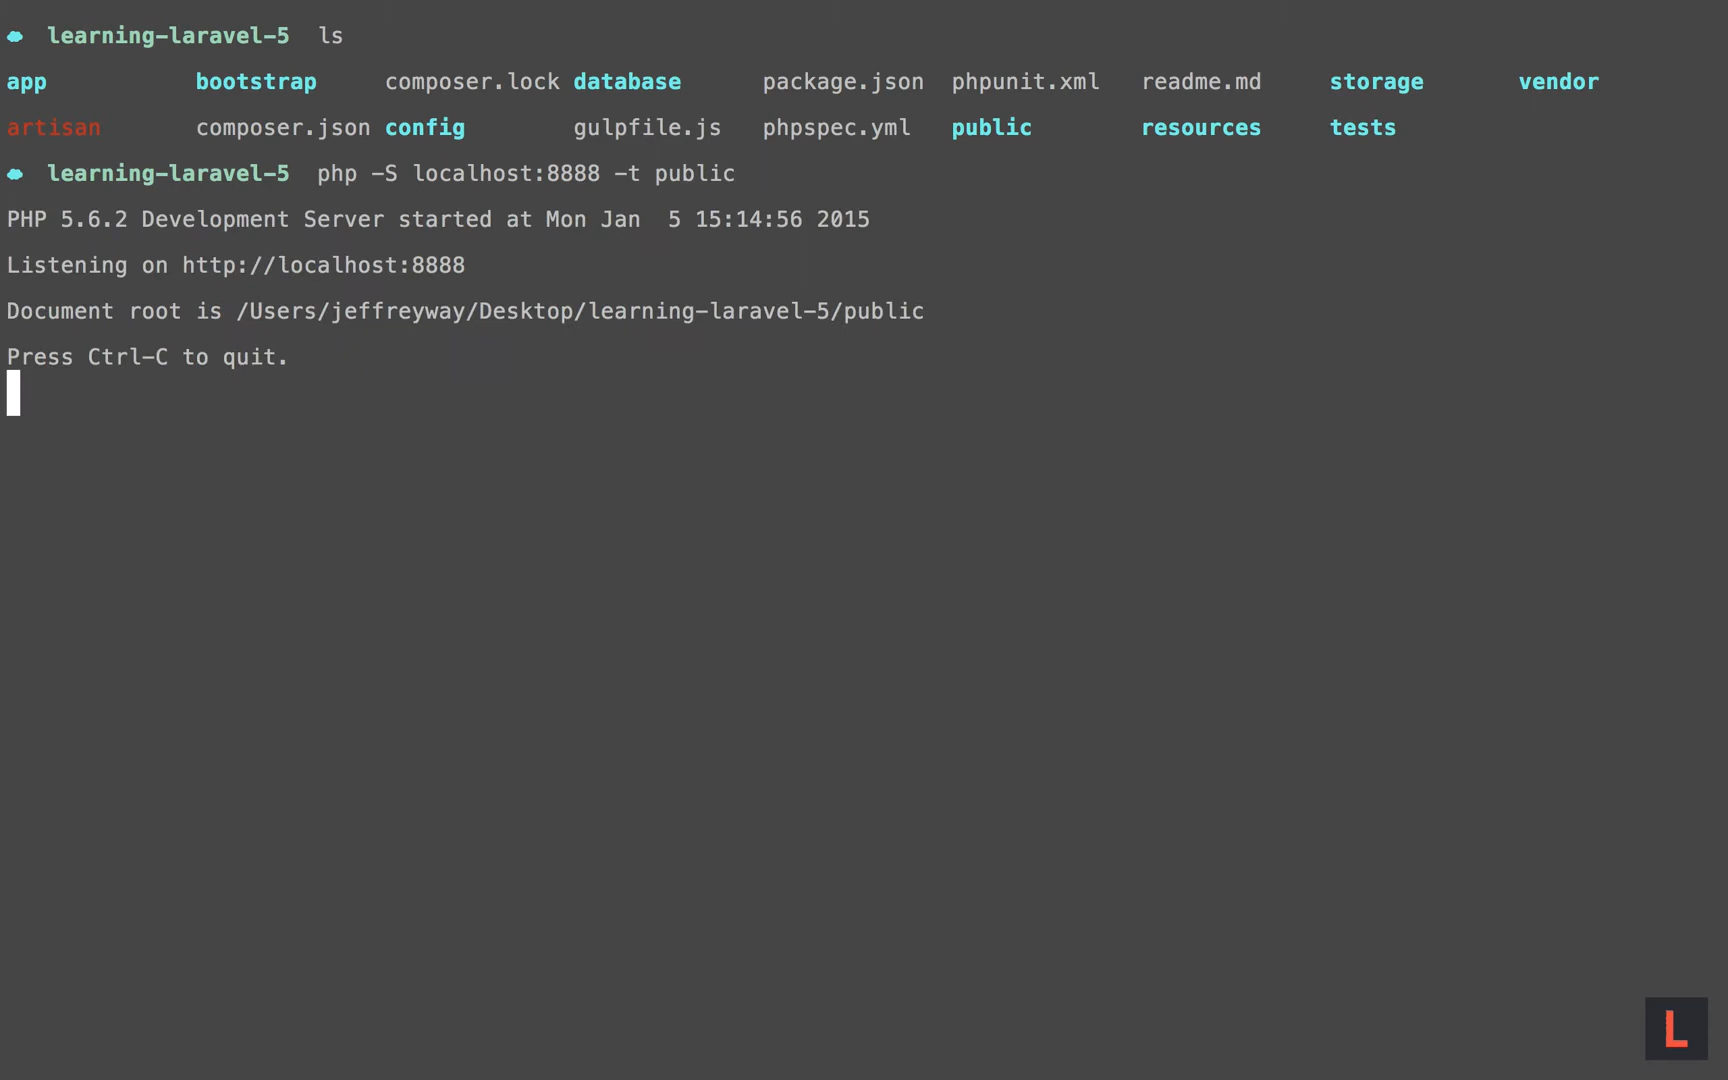 learning-laravel-5 ls
app bootstrap composer.lock database package.json phpunit.xml readme.md storage vendor
artisan composer.json config gulpfile.js phpspec.yml public resources tests
learning-laravel-5 php -S localhost:8888 -t public
PHP 5.6.2 Development Server started at Mon Jan  5 15:14:56 2015
Listening on http://localhost:8888
Document root is /Users/jeffreyway/Desktop/learning-laravel-5/public
Press Ctrl-C to quit.
L